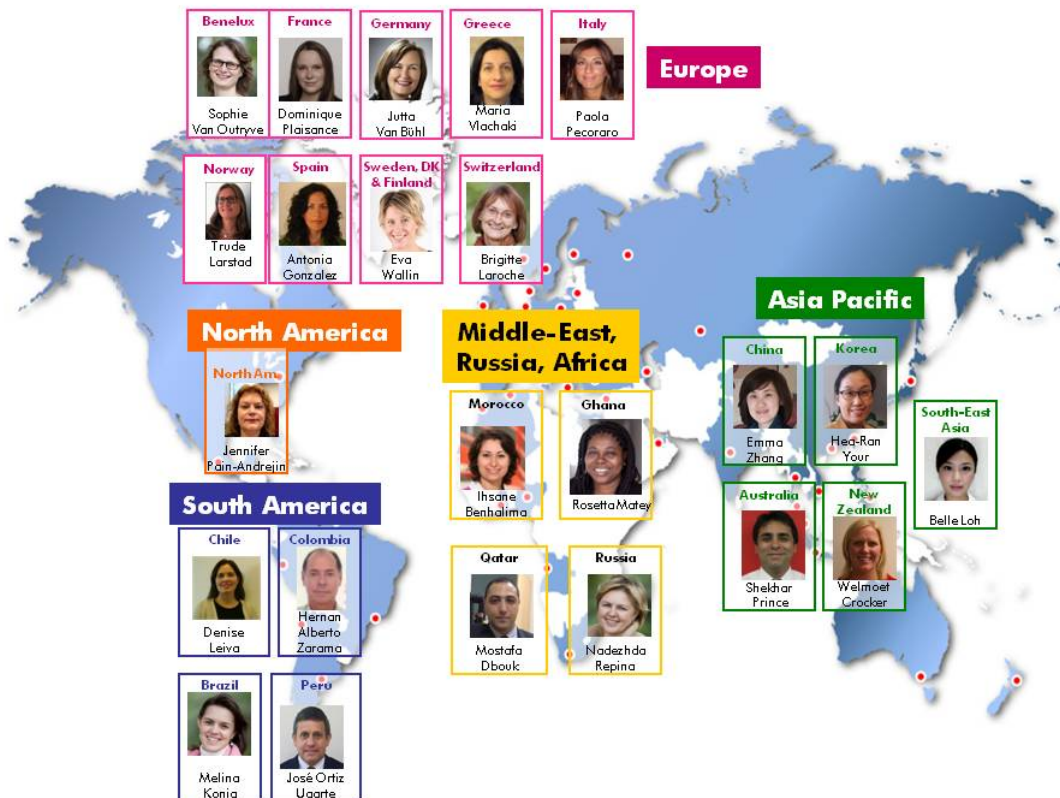 Benelux
Sophie
Van Outryve
France
Dominique
Plaisance
Germany
Jutta
Van Bühl
Greece
Maria
Vlachaki
Italy
Paola
Pecoraro
Europe
Norway
Trude
Larstad
Spain
Antonia
Gonzalez
Sweden, DK
& Finland
Eva
Wallin
Switzerland
Brigitte
Laroche
North America
North Am.
Jennifer
Pain-Andrejin
Middle-East,
Russia, Africa
Morocco
Ihsane
Benhalima
Ghana
Rosetta Matey
Qatar
Mostafa
Dbouk
Russia
Nadezhda
Repina
Asia Pacific
China
Emma
Zhang
Korea
Hea-Ran
Your
South-East
Asia
Belle Loh
Australia
Shekhar
Prince
New
Zealand
Welmoet
Crocker
South America
Chile
Denise
Leiva
Colombia
Hernan
Alberto
Zarama
Brazil
Melina
Konig
Peru
José Ortiz
Ugarte